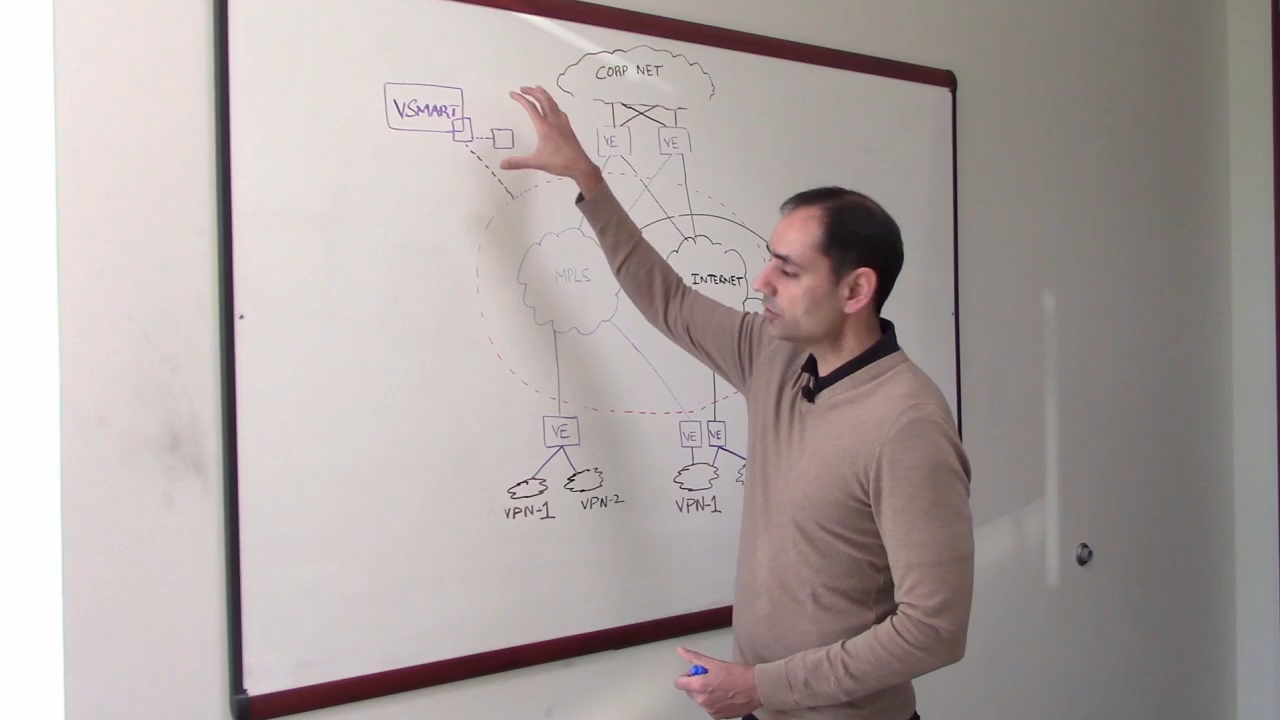 CORP NET
VSMART
VE
VE
MPLS
INTERNET
VE
VE
VE
VPN-1
VPN-2
VPN-1